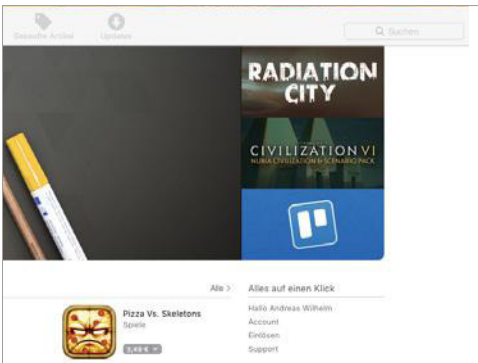 Gekaufte Artikel
Updates
Suchen
RADIATION
CITY
CIVILIZATION VI
NUBIA CIVILIZATION & SCENARIO PACK
Alle >
Alles auf einen Klick
Pizza Vs. Skeletons
Spiele
3,49 €
Hallo Andreas Wilhelm
Account
Einlösen
Support